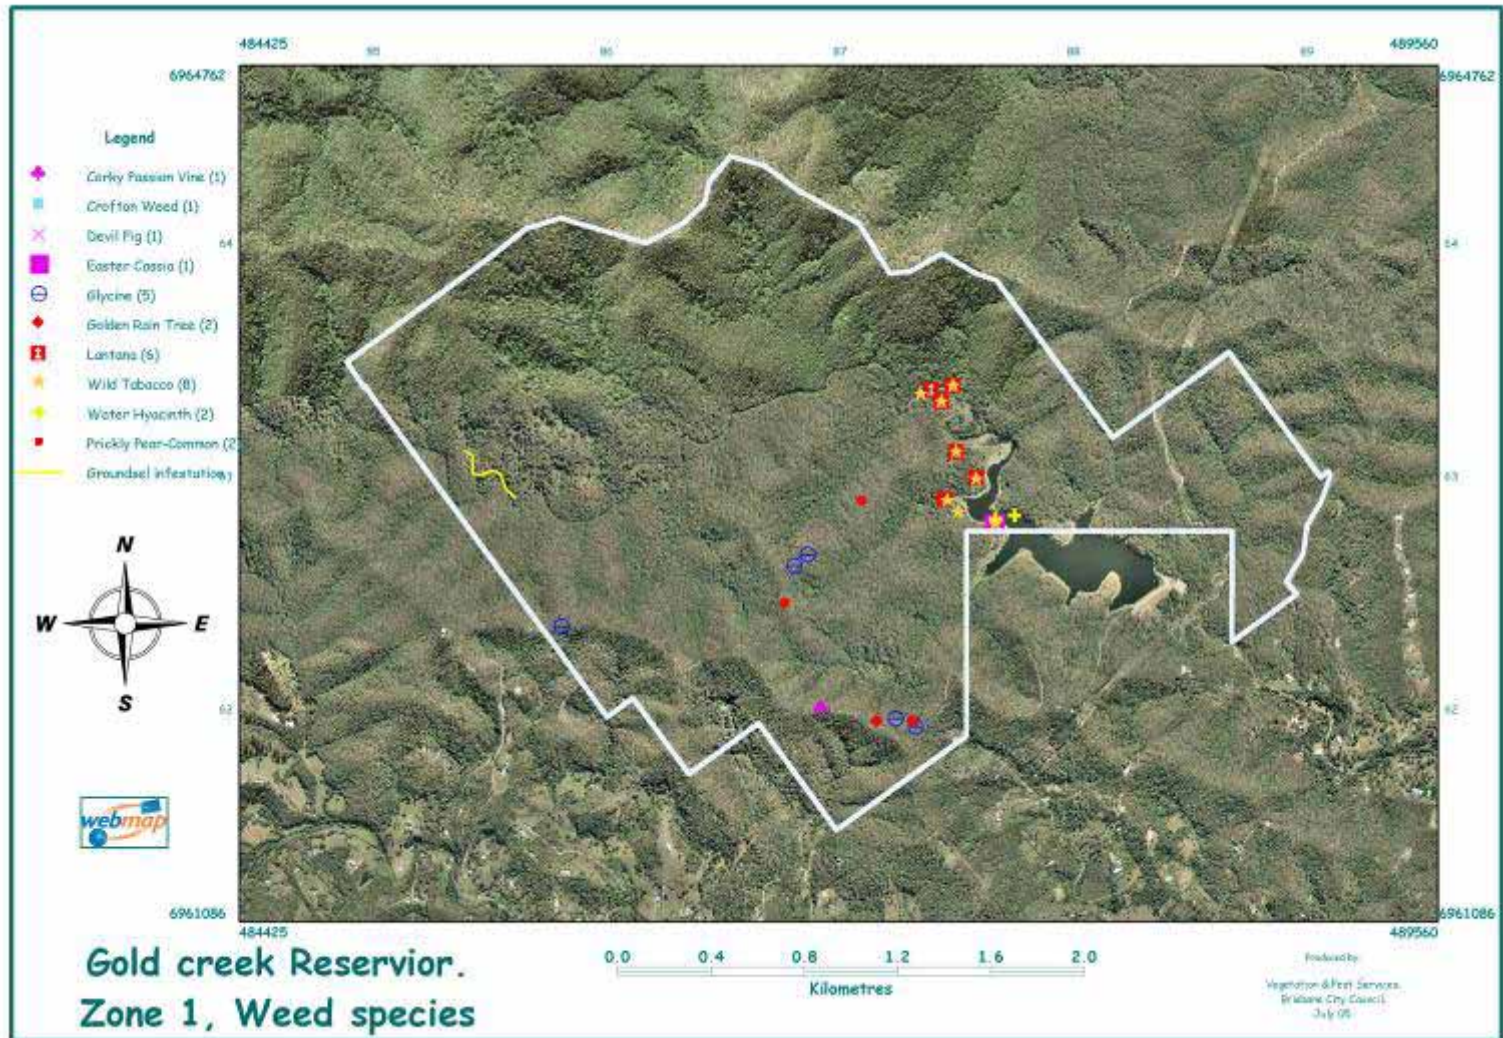 484425 85 86 87 88 89 489560
6964762 6964762
Legend
Corky Passion Vine (1)
Crofton Weed (1)
Devil Fig (1)
64 64
Easter Cassia (1)
Glycine (5)
Golden Rain Tree (2)
Lantana (6)
Wild Tabacco (8)
Water Hyacinth (2)
Prickly Pear-Common (2
Groundsel infestation
63
N
W E
S
62 62
webmap
6961086 6961086
484425 489560
Gold creek Reservior.
Zone 1, Weed species
0.0 0.4 0.8 1.2 1.6 2.0
Kilometres
Produced by:
Vegetation & Pest Services.
Brisbane City Council.
July 05